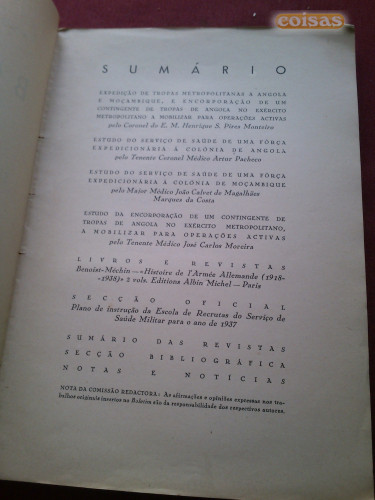 coisas
SUMÁRIO
EXPEDIÇÃO DE TROPAS METROPOLITANAS A ANGOLA
E MOÇAMBIQUE, E ENCORPORAÇÃO DE UM
CONTINGENTE DE TROPAS DE ANGOLA NO EXÉRCITO
METROPOLITANO A MOBILIZAR PARA OPERAÇÕES ACTIVAS
pelo Coronel do E. M. Henrique S. Pires Monteiro
ESTUDO DO SERVIÇO DE SAÚDE DE UMA FÔRÇA
EXPEDICIONÁRIA À COLÓNIA DE ANGOLA
pelo Tenente Coronel Médico Artur Pacheco
ESTUDO DO SERVIÇO DE SAÚDE DE UMA FÔRÇA
EXPEDICIONÁRIA À COLÓNIA DE MOÇAMBIQUE
pelo Major Médico João Calvet de Magalhães
Marques da Costa
ESTUDO DA ENCORPORAÇÃO DE UM CONTINGENTE DE
TROPAS DE ANGOLA NO EXÉRCITO METROPOLITANO,
A MOBILIZAR PARA OPERAÇÕES ACTIVAS
pelo Tenente Médico José Carlos Moreira
LIVROS E REVISTAS
Benoist-Méchin—«Histoire de l'Armée Allemande (1918-
-1938)» 2 vols. Editions Albin Michel—Paris
SECÇÃO OFICIAL
Plano de instrução da Escola de Recrutas do Serviço de
Saúde Militar para o ano de 1937
SUMÁRIO DAS REVISTAS
SECÇÃO BIBLIOGRÁFICA
NOTAS E NOTÍCIAS
NOTA DA COMISSÃO REDACTORA: As afirmações e opiniões expressas nos tra-
balhos originais insertos no Boletim são da responsabilidade dos respectivos autores.